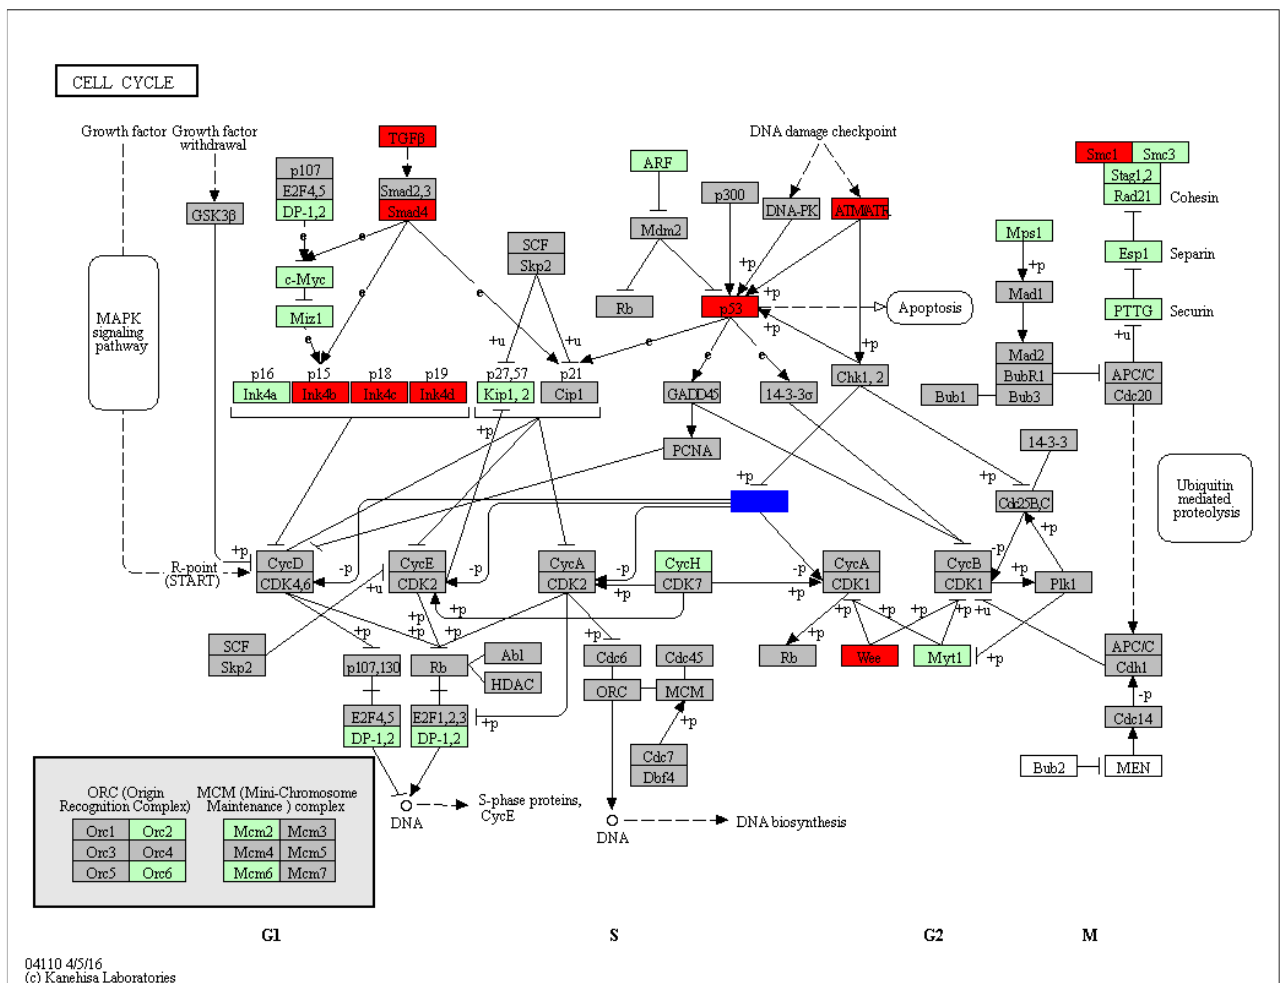 CELL CYCLE
Growth factor
Growth factor
withdrawal
TGFβ
DNA damage checkpoint
Smc1
Smc3
ARF
p107
E2F4,5
DP-1,2
Smad2,3
Smad4
GSK3β
p300
DNA-PK
ATM/ATR
Stag1,2
Rad21
Cohesin
e
e
SCF
Skp2
Mdm2
Mps1
Esp1
Separin
c-Myc
Miz1
e
e
e
Rb
p53
+p
+p
+p
+p
Apoptosis
+p
Mad1
PTTG
Securin
MAPK
signaling
pathway
+u
+u
e
e
e
+p
+u
Mad2
BubR1
Bub3
Bub1
APC/C
Cdc20
p16
Ink4a
p15
Ink4b
p18
Ink4c
p19
Ink4d
p27,57
Kip1, 2
p21
Cip1
GADD45
14-3-3σ
Chk1, 2
+p
PCNA
14-3-3
+p
+p
Cdc25B,C
Ubiquitin
mediated
proteolysis
R-point
(START)
+p
CycD
CDK4,6
-p
CycE
CDK2
-p
CycA
CDK2
-p
+p
CycH
CDK7
-p
+p
CycA
CDK1
CycB
CDK1
-p
+p
+p
Plk1
+u
+p
+p
+p
+p
+p
+p
+p
+p
+u
SCF
Skp2
p107,130
Rb
Abl
HDAC
Cdc6
Cdc45
ORC
MCM
Rb
Wee
Myt1
+p
APC/C
Cdh1
-p
E2F4,5
DP-1,2
E2F1,2,3
DP-1,2
+p
+p
Cdc7
Dbf4
Cdc14
Bub2
MEN
ORC (Origin
Recognition Complex)
MCM (Mini-Chromosome
Maintenance ) complex
Orc1
Orc2
Mcm2
Mcm3
Orc3
Orc4
Mcm4
Mcm5
Orc5
Orc6
Mcm6
Mcm7
DNA
S-phase proteins,
CycE
DNA
DNA biosynthesis
G1
S
G2
M
04110 4/5/16
(c) Kanehisa Laboratories